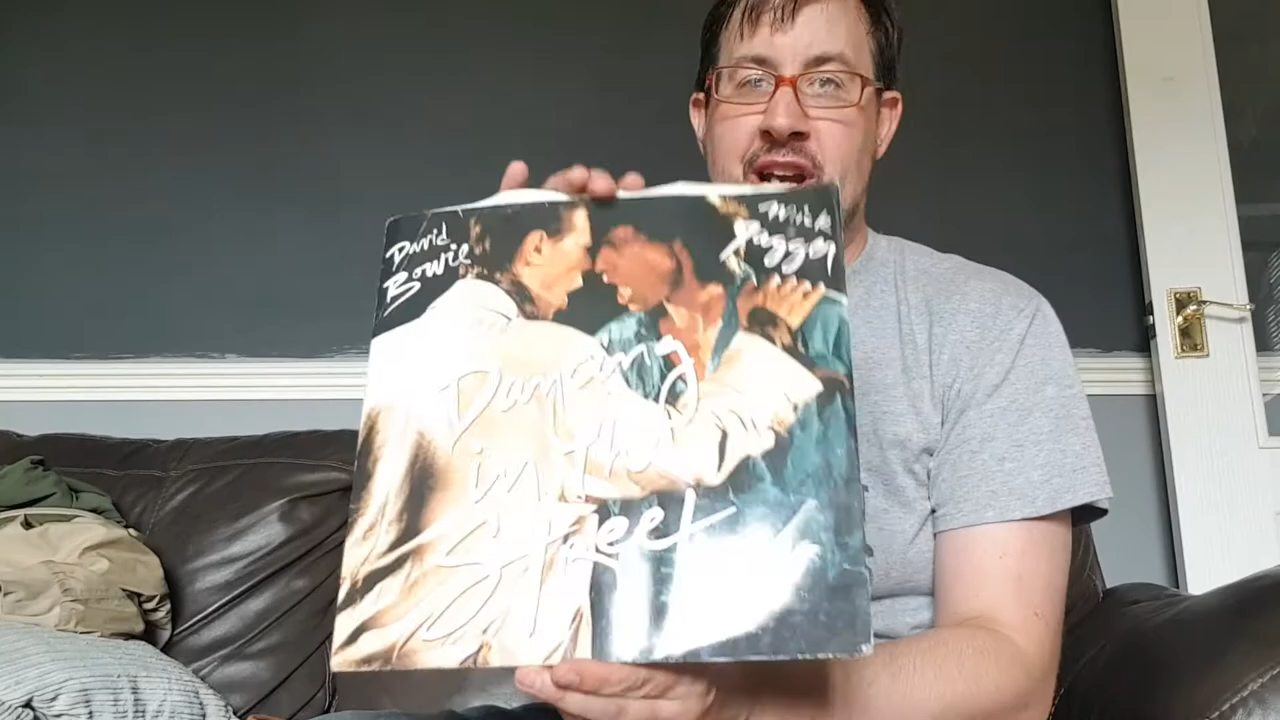 David
Bowie
Mick
Jagger
Dancing
in the
Street